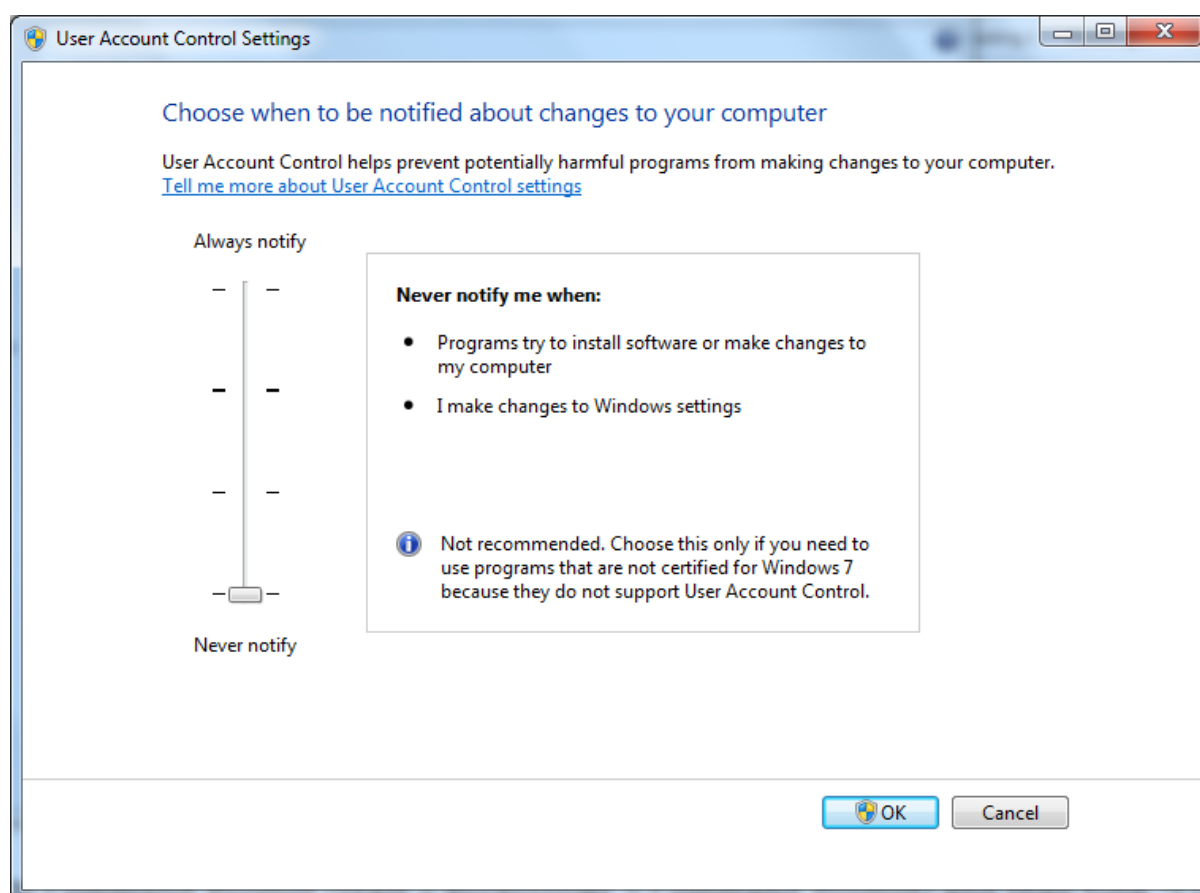 User Account Control Settings
Choose when to be notified about changes to your computer
User Account Control helps prevent potentially harmful programs from making changes to your computer.
Tell me more about User Account Control settings
Always notify
Never notify me when:
• Programs try to install software or make changes to
my computer
• I make changes to Windows settings
Not recommended. Choose this only if you need to
use programs that are not certified for Windows 7
because they do not support User Account Control.
Never notify
OK
Cancel